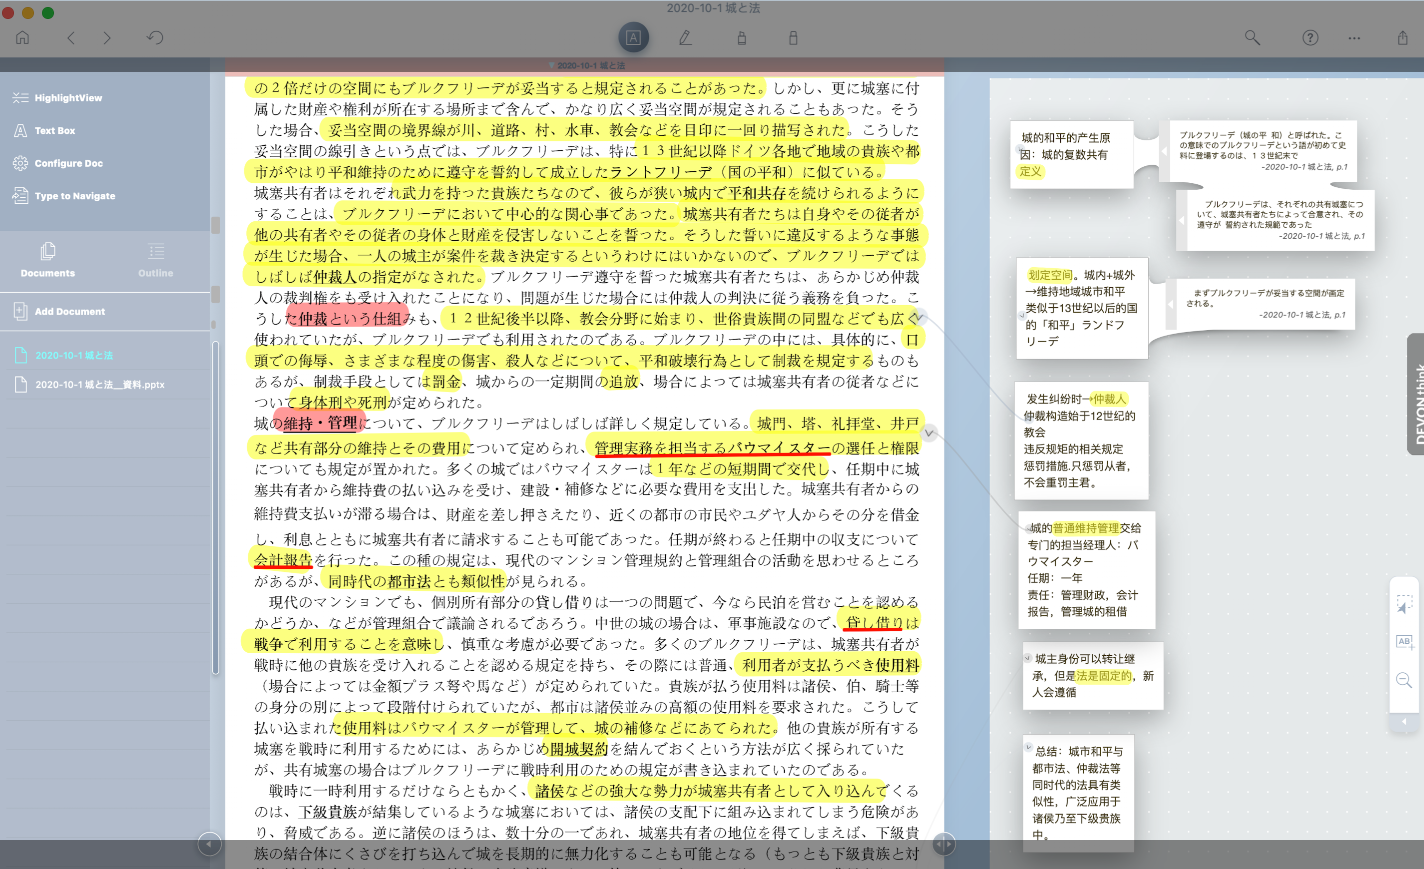 2020-10-1 城と法
2020-10-1 城と法
HighlightView
Text Box
Configure Doc
Type to Navigate
Documents
Outline
Add Document
2020-10-1 城と法
2020-10-1 城と法__資料.pptx
の２倍だけの空間にもブルクフリーデが妥当すると規定されることがあった。しかし、更に城塞に付
属した財産や権利が所在する場所まで含んで、かなり広く妥当空間が規定されることもあった。そう
した場合、妥当空間の境界線が川、道路、村、水車、教会などを目印に一回り描写された。こうした
妥当空間の線引きという点では、ブルクフリーデは、特に１３世紀以降ドイツ各地で地域の貴族や都
市がやはり平和維持のために遵守を誓約して成立したラントフリーデ（国の平和）に似ている。
城塞共有者はそれぞれ武力を持った貴族たちなので、彼らが狭い城内で平和共存を続けられるように
することは、ブルクフリーデにおいて中心的な関心事であった。城塞共有者たちは自身やその従者が
他の共有者やその従者の身体と財産を侵害しないことを誓った。そうした誓いに違反するような事態
が生じた場合、一人の城主が案件を裁き決定するというわけにはいかないので、ブルクフリーデでは
しばしば仲裁人の指定がなされた。ブルクフリーデ遵守を誓った城塞共有者たちは、あらかじめ仲裁
人の裁判権をも受け入れたことになり、問題が生じた場合には仲裁人の判決に従う義務を負った。こ
うした仲裁という仕組みも、１２世紀後半以降、教会分野に始まり、世俗貴族間の同盟などでも広く
使われていたが、ブルクフリーデでも利用されたのである。ブルクフリーデの中には、具体的に、口
頭での侮辱、さまざまな程度の傷害、殺人などについて、平和破壊行為として制裁を規定するものも
あるが、制裁手段としては罰金、城からの一定期間の追放、場合によっては城塞共有者の従者などに
ついて身体刑や死刑が定められた。
城の維持・管理について、ブルクフリーデはしばしば詳しく規定している。城門、塔、礼拝堂、井戸
など共有部分の維持とその費用について定められ、管理実務を担当するバウマイスターの選任と権限
についても規定が置かれた。多くの城ではバウマイスターは１年などの短期間で交代し、任期中に城
塞共有者から維持費の払い込みを受け、建設・補修などに必要な費用を支出した。城塞共有者からの
維持費支払いが滞る場合は、財産を差し押さえたり、近くの都市の市民やユダヤ人からその分を借金
し、利息とともに城塞共有者に請求することも可能であった。任期が終わると任期中の収支について
会計報告を行った。この種の規定は、現代のマンション管理規約と管理組合の活動を思わせるところ
があるが、同時代の都市法とも類似性が見られる。
現代のマンションでも、個別所有部分の貸し借りは一つの問題で、今なら民泊を営むことを認める
かどうか、などが管理組合で議論されるであろう。中世の城の場合は、軍事施設なので、貸し借りは
戦争で利用することを意味し、慎重な考慮が必要であった。多くのブルクフリーデは、城塞共有者が
戦時に他の貴族を受け入れることを認める規定を持ち、その際には普通、利用者が支払うべき使用料
（場合によっては金額プラス弩や馬など）が定められていた。貴族が払う使用料は諸侯、伯、騎士等
の身分の別によって段階付けられていたが、都市は諸侯並みの高額の使用料を要求された。こうして
払い込まれた使用料はバウマイスターが管理して、城の補修などにあてられた。他の貴族が所有する
城塞を戦時に利用するためには、あらかじめ開城契約を結んでおくという方法が広く採られていた
が、共有城塞の場合はブルクフリーデに戦時利用のための規定が書き込まれていたのである。
戦時に一時利用するだけならともかく、諸侯などの強大な勢力が城塞共有者として入り込んでくる
のは、下級貴族が結集しているような城塞においては、諸侯の支配下に組み込まれてしまう危険があ
り、脅威である。逆に諸侯のほうは、数十分の一であれ、城塞共有者の地位を得てしまえば、下級貴
族の結合体にくさびを打ち込んで城を長期的に無力化することも可能となる（もっとも下級貴族と対
城的和平的产生原
因：城的复数共有
定义
ブルクフリーデ（城の平 和）と呼ばれた。こ
の意味でのブルクフリーデという語が初めて史
料に登場するのは、１３世紀末で
-2020-10-1 城と法, p.1
ブルクフリーデは、それぞれの共有城塞につ
いて、城塞共有者たちによって合意され、その
遵守が 誓約された規範であった
-2020-10-1 城と法, p.1
划定空间。城内+城外
→维持地域城市和平
类似于13世纪以后的国
的「和平」ランドフ
リーデ
まずブルクフリーデが妥当する空間が画定
される。
-2020-10-1 城と法, p.1
发生纠纷时→仲裁人
仲裁构造始于12世纪的
教会
违反规矩的相关规定
惩罚措施.只惩罚从者，
不会重罚主君。
城的普通维持管理交给
专门的担当经理人：バ
ウマイスター
任期：一年
责任：管理财政，会计
报告，管理城的租借
城主身份可以转让继
承，但是法是固定的，新
人会遵循
总结：城市和平与
都市法、仲裁法等
同时代的法具有类
似性，广泛应用于
诸侯乃至下级贵族
中。
DEVONthink
AB